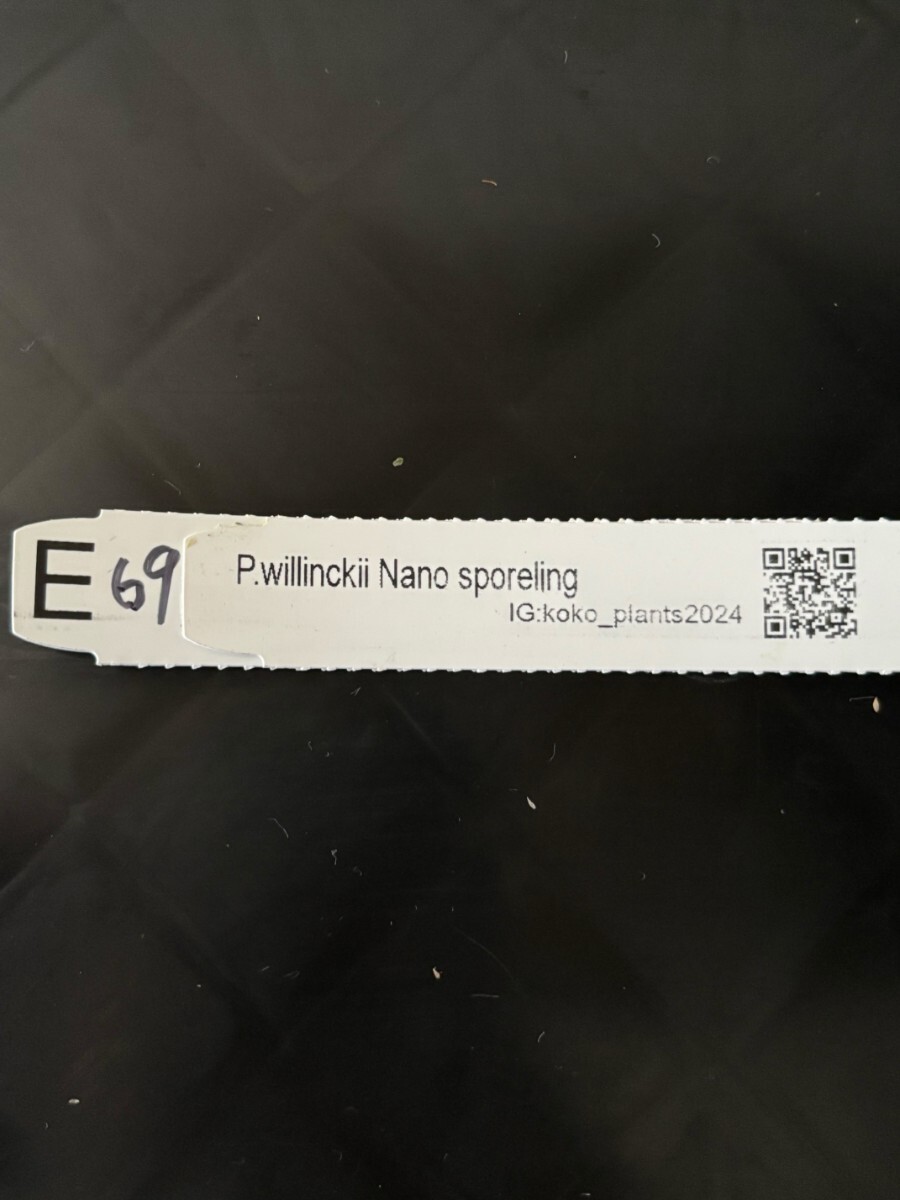 E 69
P.willinckii Nano sporeling
IG:koko_plants2024